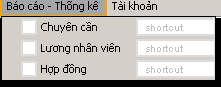 Báo cáo - Thống kê Tài khoản
Chuyên cần shortcut
Lương nhân viên shortcut
Hợp đồng shortcut